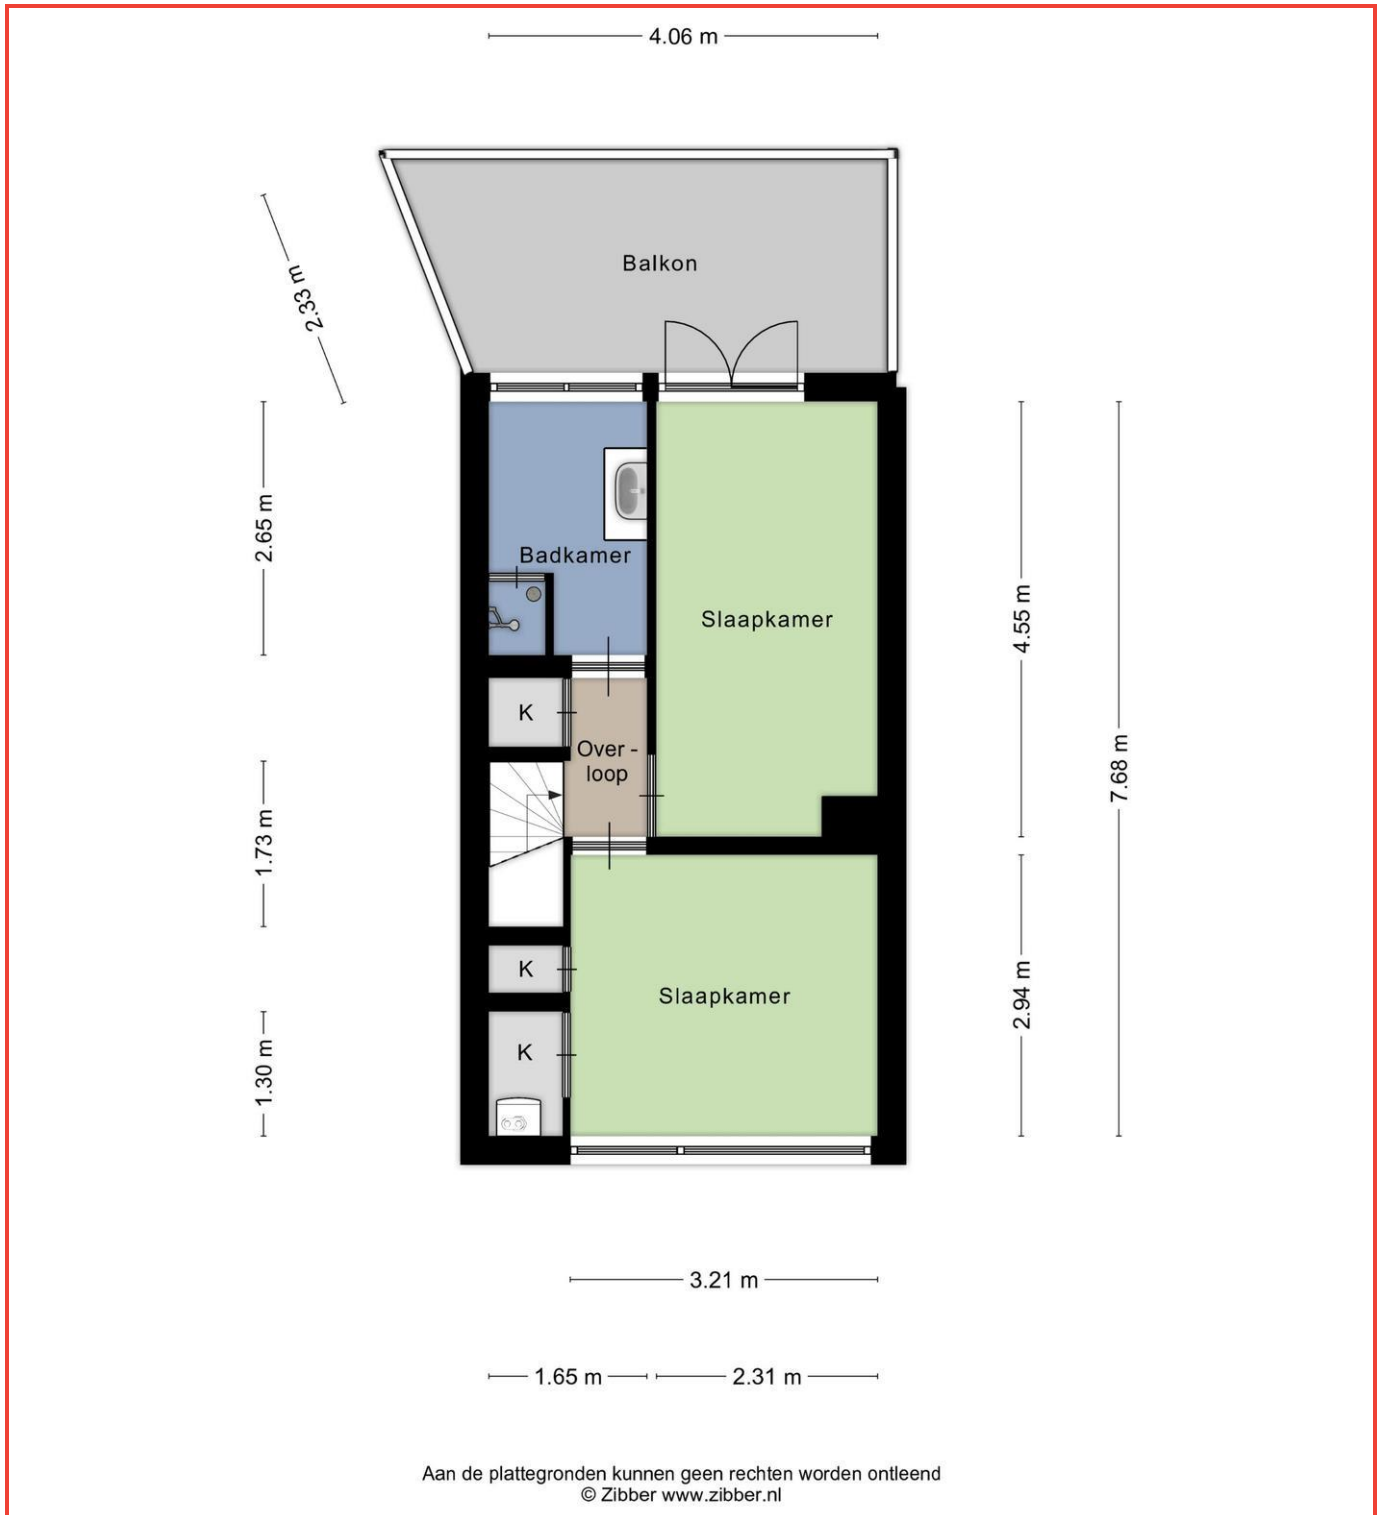 4.06 m
2.33 m
Balkon
2.65 m
Badkamer
Slaapkamer
4.55 m
K
Over -
loop
7.68 m
1.73 m
K
Slaapkamer
2.94 m
K
1.30 m
3.21 m
1.65 m
2.31 m
Aan de plattegronden kunnen geen rechten worden ontleend
© Zibber www.zibber.nl